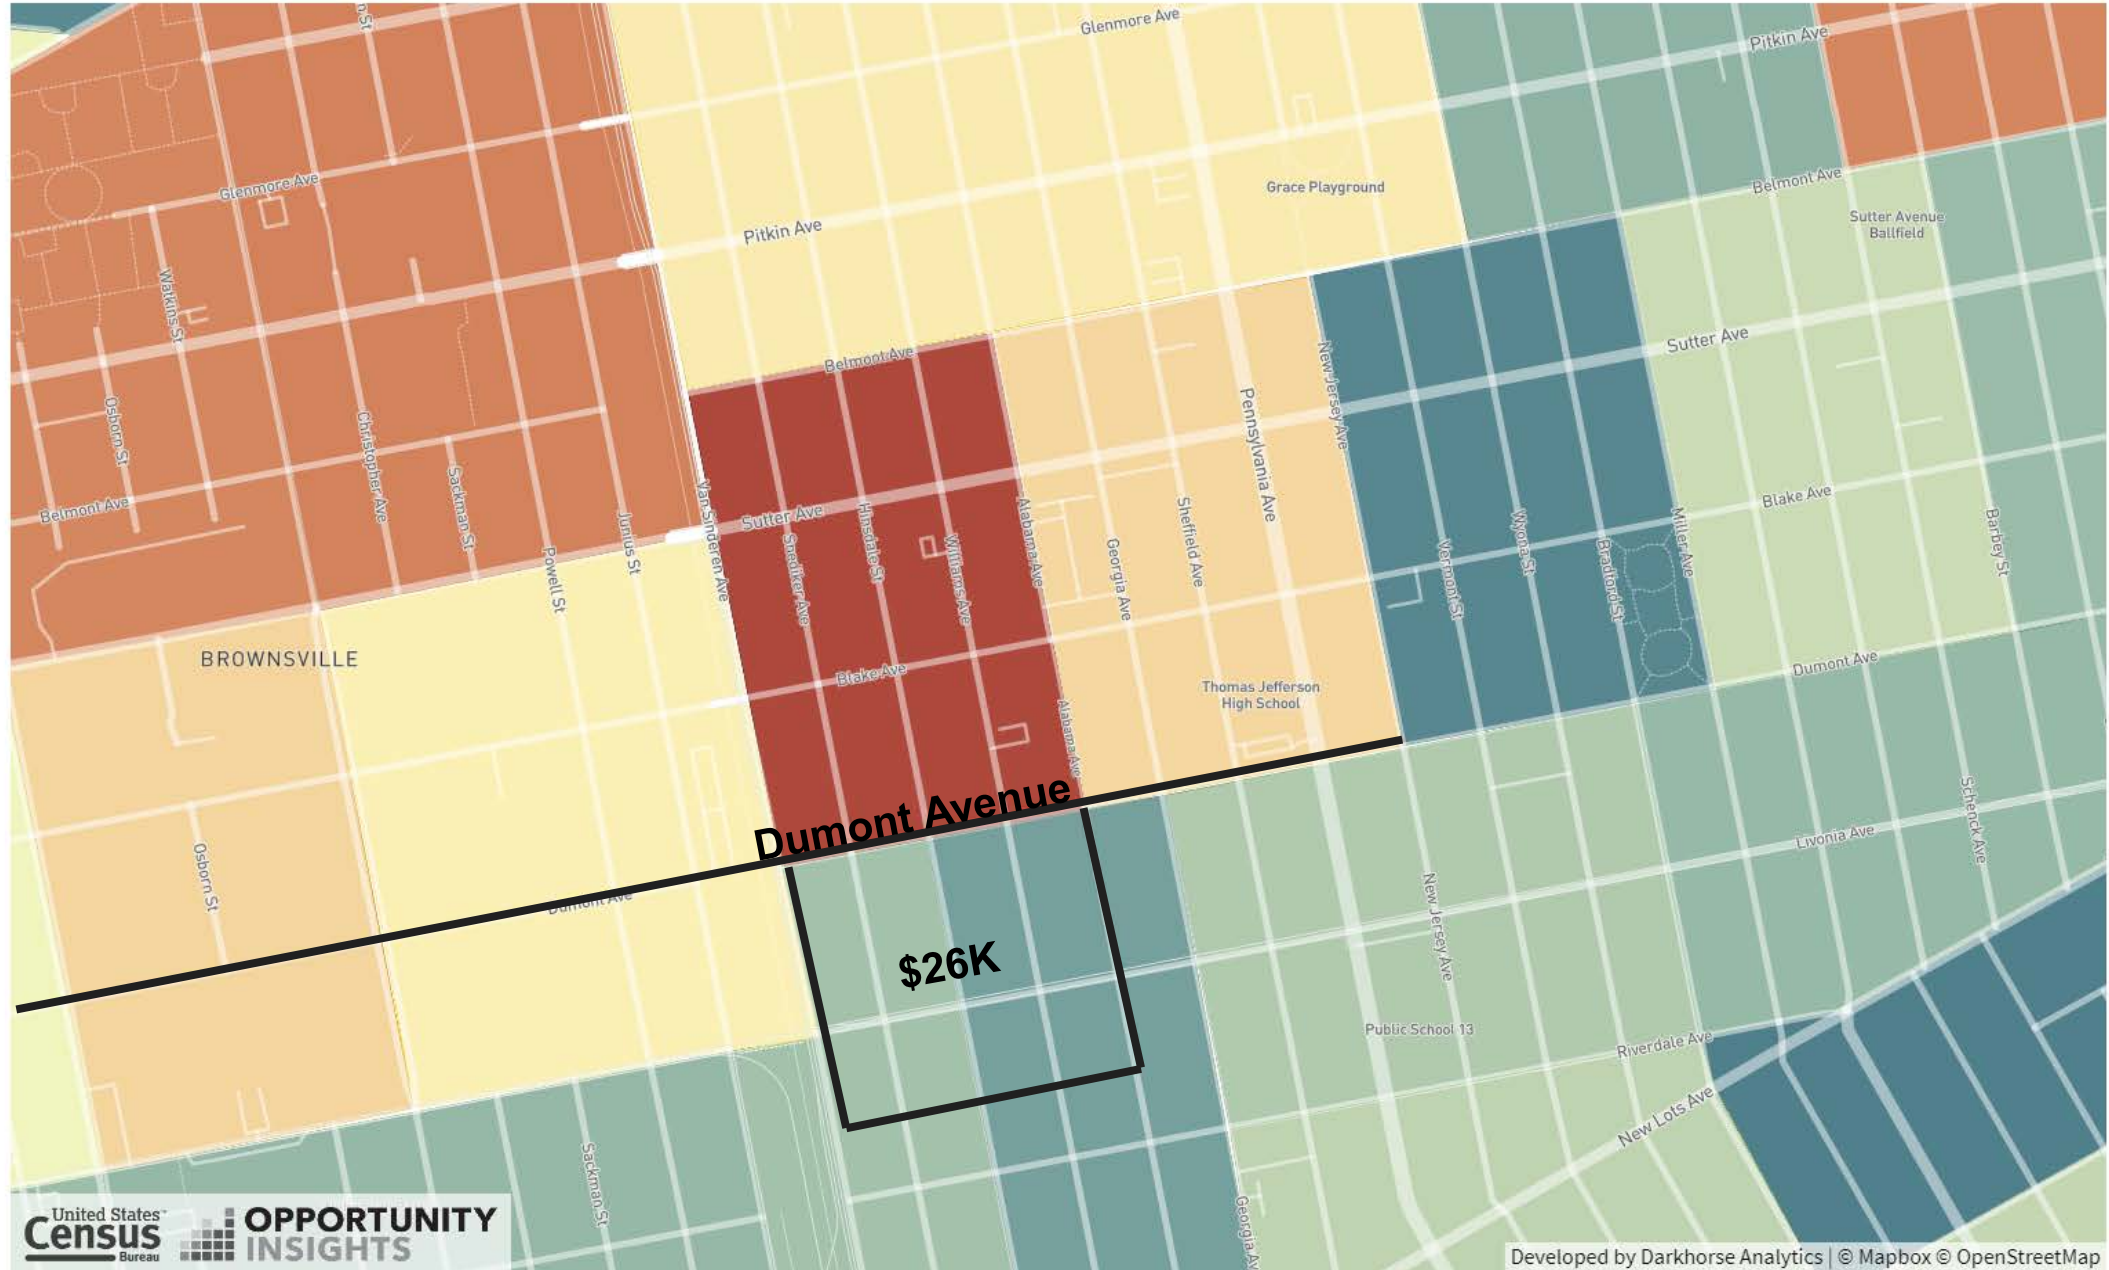 Glenmore Ave
Pitkin Ave
Glenmore Ave
Belmont Ave
Grace Playground
Sutter Avenue
Ballfield
Pitkin Ave
Watkins St
Sutter Ave
Belmont Ave
New Jersey Ave
Osborn St
Christopher Ave
Pennsylvania Ave
Belmont Ave
Sackman St
Van Sinderen Ave
Sutter Ave
Blake Ave
Junius St
Powell St
Snediker Ave
Hinsdale St
Williams Ave
Alabama Ave
Georgia Ave
Sheffield Ave
Vermont St
Wyona St
Bradford St
Miller Ave
Barbey St
BROWNSVILLE
Blake Ave
Dumont Ave
Thomas Jefferson
High School
Alabama Ave
Dumont Avenue
Schenck Ave
Livonia Ave
Osborn St
Dumont Ave
New Jersey Ave
$26K
Public School 13
Riverdale Ave
New Lots Ave
Sackman St
Georgia Av
United States
Census
Bureau
OPPORTUNITY
INSIGHTS
Developed by Darkhorse Analytics | © Mapbox © OpenStreetMap